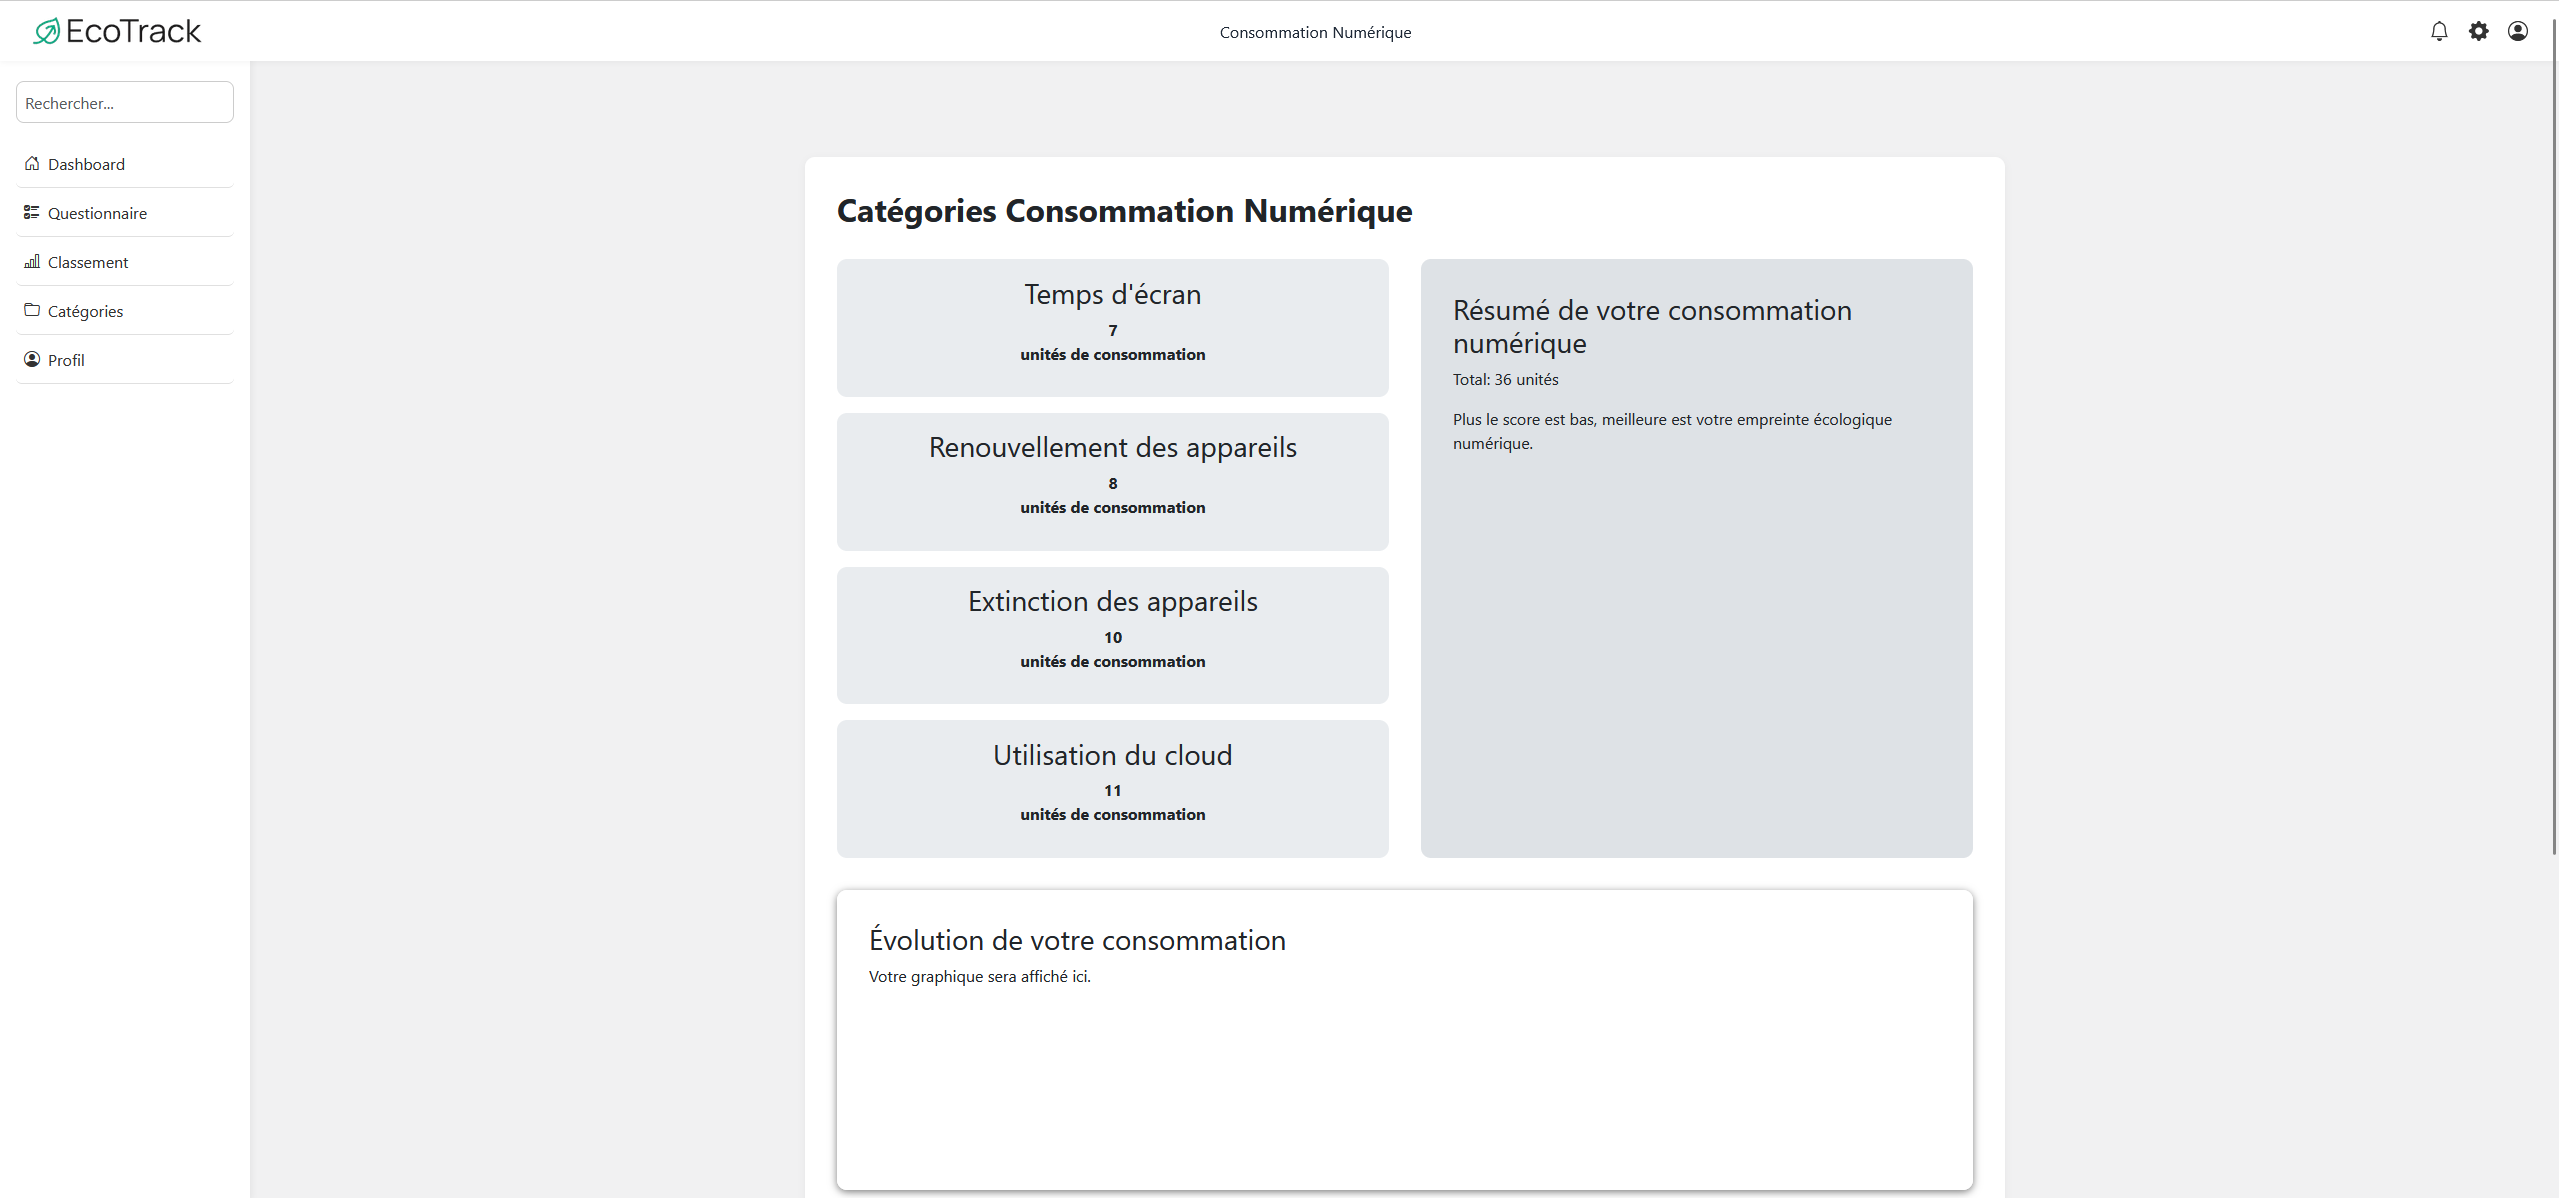 EcoTrack
Consommation Numérique
Rechercher...
Dashboard
Questionnaire
Classement
Catégories
Profil
Catégories Consommation Numérique
Temps d'écran
7
unités de consommation
Renouvellement des appareils
8
unités de consommation
Extinction des appareils
10
unités de consommation
Utilisation du cloud
11
unités de consommation
Résumé de votre consommation
numérique
Total: 36 unités
Plus le score est bas, meilleure est votre empreinte écologique
numérique.
Évolution de votre consommation
Votre graphique sera affiché ici.